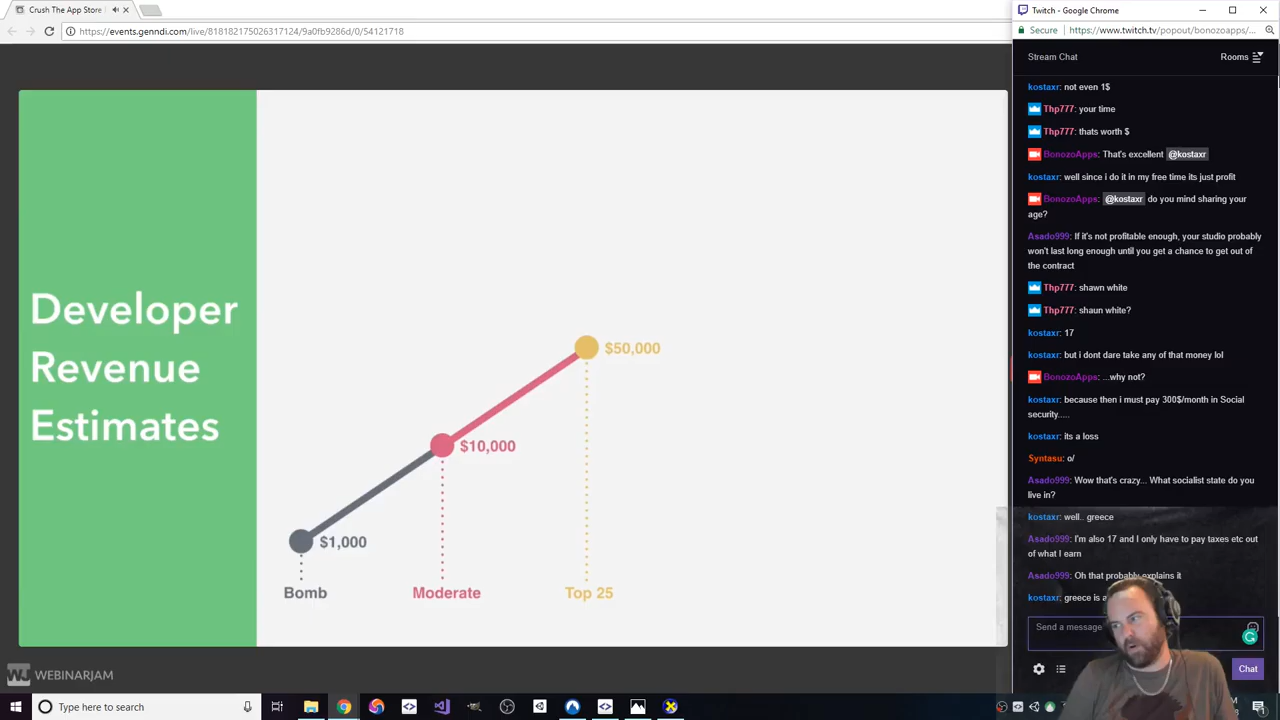 Crush The App Store
Twitch - Google Chrome
https://events.genndi.com/live/818182175026317124/9a0fb9286d/0/54121718
Secure
https://www.twitch.tv/popout/bonozoapps/...
Stream Chat
Rooms
kostaxr: not even 1$
Thp777: your time
Thp777: thats worth $
BonozoApps: That's excellent @kostaxr
kostaxr: well since i do it in my free time its just profit
BonozoApps: @kostaxr do you mind sharing your
age?
Asado999: If it's not profitable enough, your studio probably
won't last long enough until you get a chance to get out of
the contract
Thp777: shawn white
Thp777: shaun white?
kostaxr: 17
kostaxr: but i dont dare take any of that money lol
BonozoApps: ...why not?
kostaxr: because then i must pay 300$/month in Social
security.....
kostaxr: its a loss
Syntasu: o/
Asado999: Wow that's crazy... What socialist state do you
live in?
kostaxr: well.. greece
Asado999: I'm also 17 and I only have to pay taxes etc out
of what I earn
Asado999: Oh that probably explains it
kostaxr: greece is a
Send a message
Chat
Developer
Revenue
Estimates
$50,000
$10,000
$1,000
Bomb
Moderate
Top 25
WJ WEBINARJAM
Type here to search